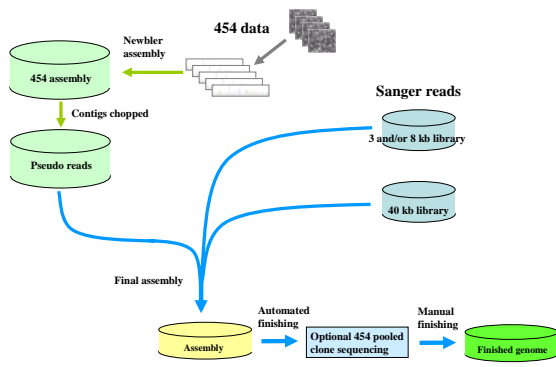 454 data
Newbler
assembly
454 assembly
Contigs chopped
Pseudo reads
Sanger reads
3 and/or 8 kb library
40 kb library
Final assembly
Automated
finishing
Manual
finishing
Assembly
Optional 454 pooled
clone sequencing
Finished genome